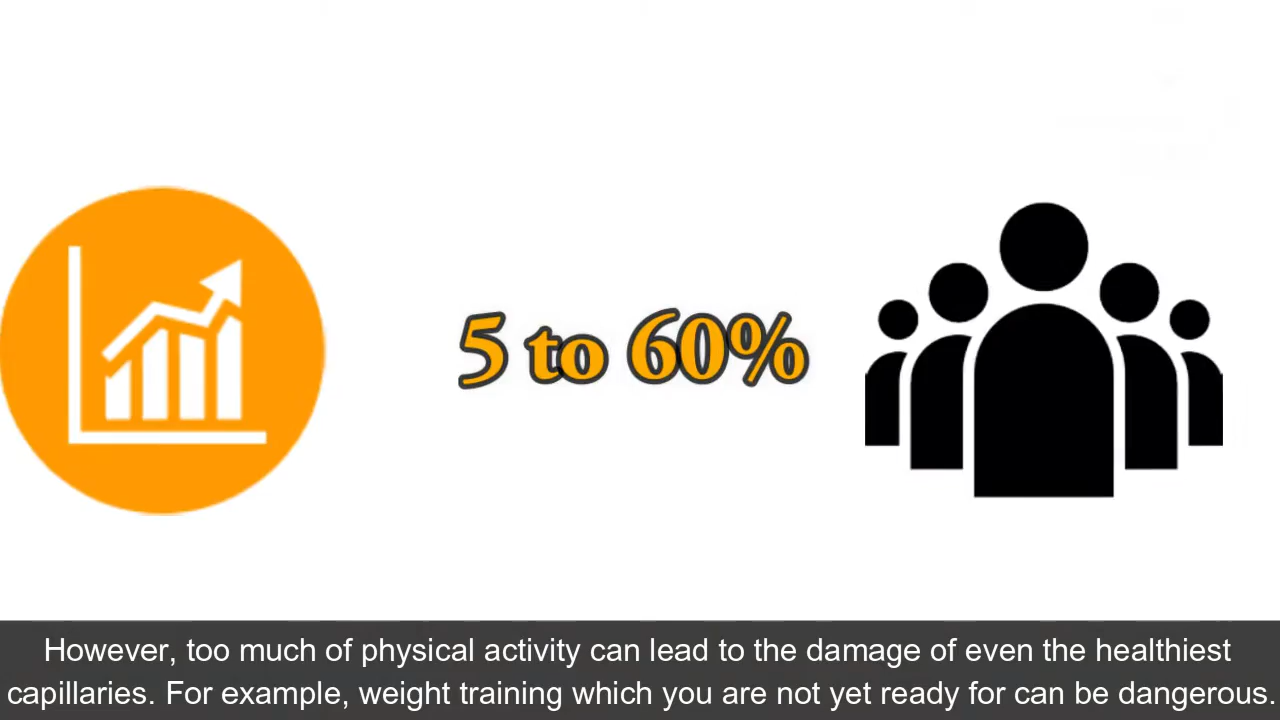 5 to 60%
However, too much of physical activity can lead to the damage of even the healthiest
capillaries. For example, weight training which you are not yet ready for can be dangerous.